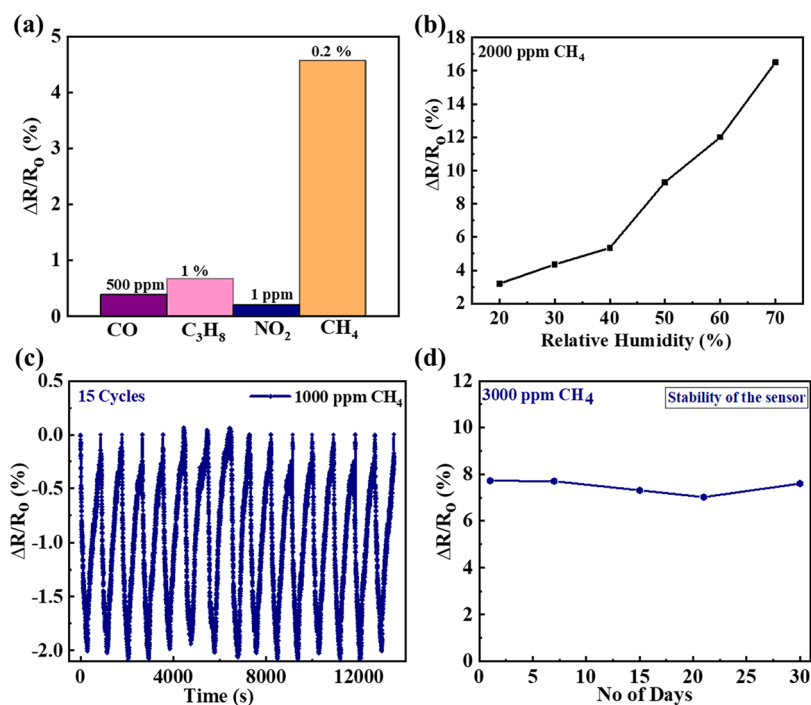 (a)
5
4
3
2
1
0
ΔR/R₀ (%)
500 ppm
1 %
1 ppm
0.2 %
CO
C₃H₈
NO₂
CH₄
(b)
2000 ppm CH₄
18
16
14
12
10
8
6
4
2
ΔR/R₀ (%)
20 30 40 50 60 70
Relative Humidity (%)
(c)
15 Cycles
1000 ppm CH₄
0.5
0.0
-0.5
-1.0
-1.5
-2.0
ΔR/R₀ (%)
0 4000 8000 12000
Time (s)
(d)
3000 ppm CH₄
Stability of the sensor
12
10
8
6
4
2
0
ΔR/R₀ (%)
0 5 10 15 20 25 30
No of Days